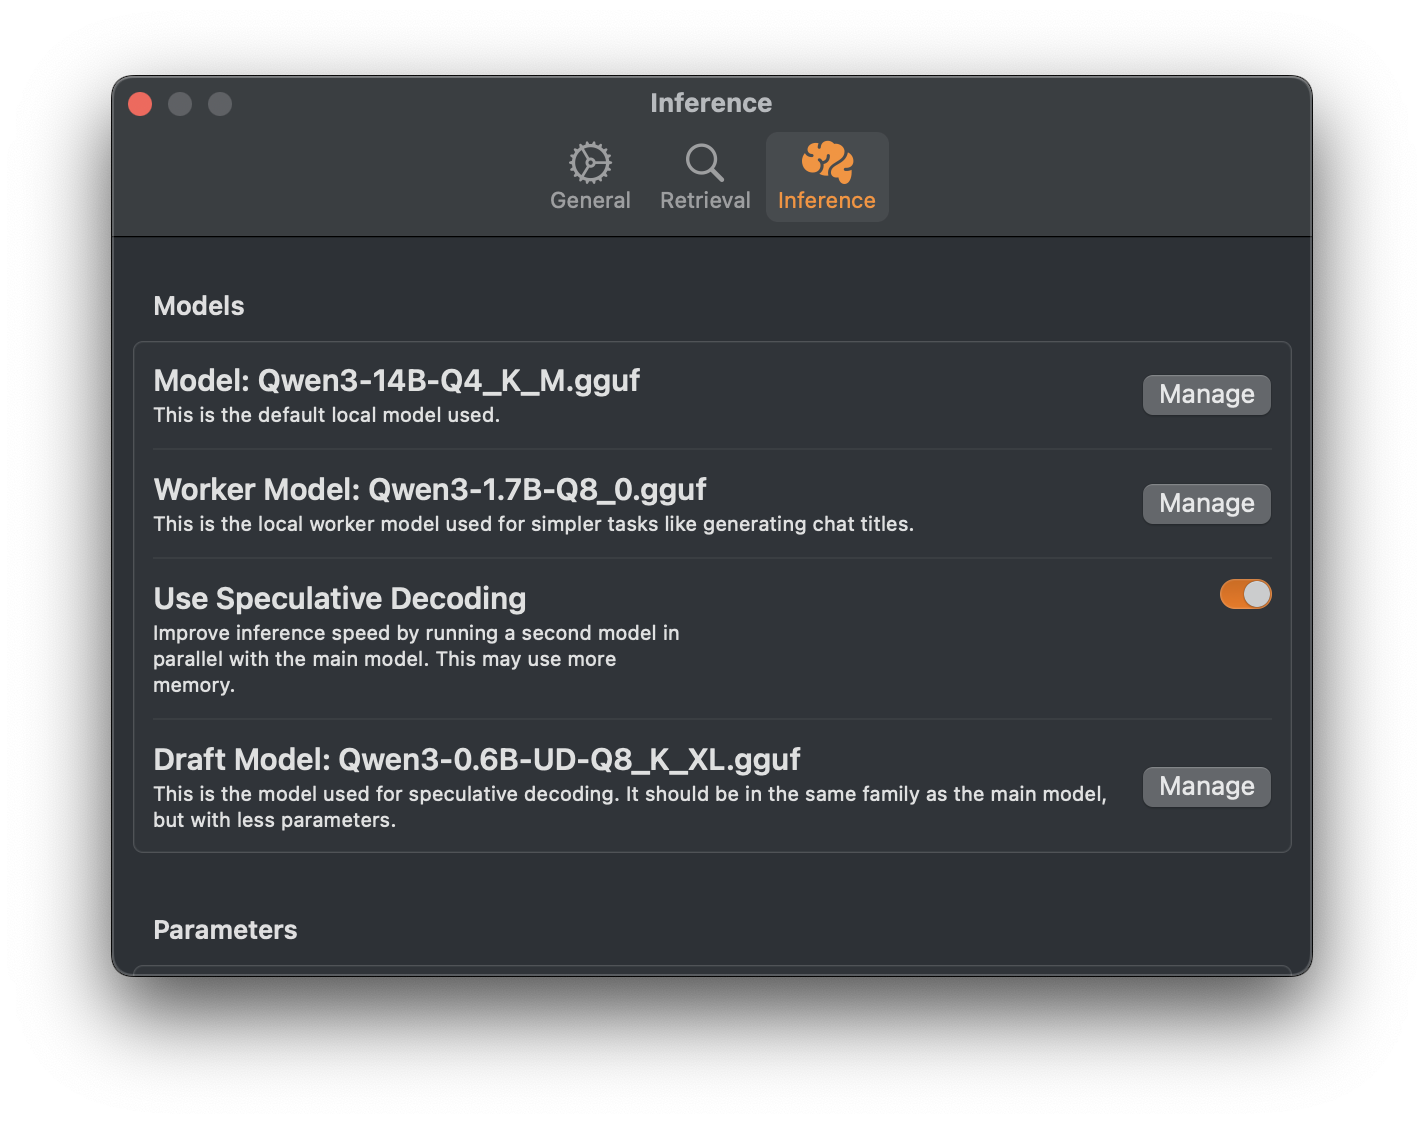 Inference
General
Retrieval
Inference
Models
Model: Qwen3-14B-Q4_K_M.gguf
This is the default local model used.
Manage
Worker Model: Qwen3-1.7B-Q8_0.gguf
This is the local worker model used for simpler tasks like generating chat titles.
Manage
Use Speculative Decoding
Improve inference speed by running a second model in
parallel with the main model. This may use more
memory.
Draft Model: Qwen3-0.6B-UD-Q8_K_XL.gguf
This is the model used for speculative decoding. It should be in the same family as the main model,
but with less parameters.
Manage
Parameters